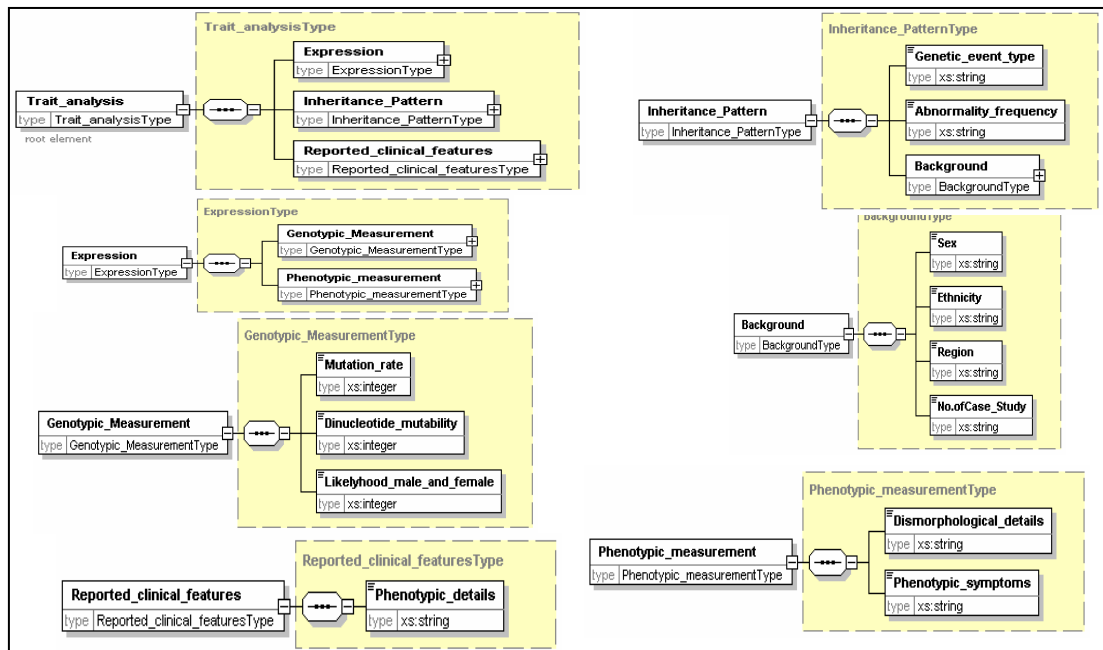 Trait_analysisType
Expression
type ExpressionType
Trait_analysis
type Trait_analysisType
root element
Inheritance_Pattern
type Inheritance_PatternType
Reported_clinical_features
type Reported_clinical_featuresType
Inheritance_PatternType
Genetic_event_type
type xs:string
Inheritance_Pattern
type Inheritance_PatternType
Abnormality_frequency
type xs:string
Background
type BackgroundType
ExpressionType
Genotypic_Measurement
type Genotypic_MeasurementType
Expression
type ExpressionType
Phenotypic_measurement
type Phenotypic_measurementType
BackgroundType
Sex
type xs:string
Ethnicity
type xs:string
Background
type BackgroundType
Region
type xs:string
No.ofCase_Study
type xs:string
Genotypic_MeasurementType
Mutation_rate
type xs:integer
Genotypic_Measurement
type Genotypic_MeasurementType
Dinucleotide_mutability
type xs:integer
Likelyhood_male_and_female
type xs:integer
Phenotypic_measurementType
Dismorphological_details
type xs:string
Phenotypic_measurement
type Phenotypic_measurementType
Phenotypic_symptoms
type xs:string
Reported_clinical_featuresType
Reported_clinical_features
type Reported_clinical_featuresType
Phenotypic_details
type xs:string